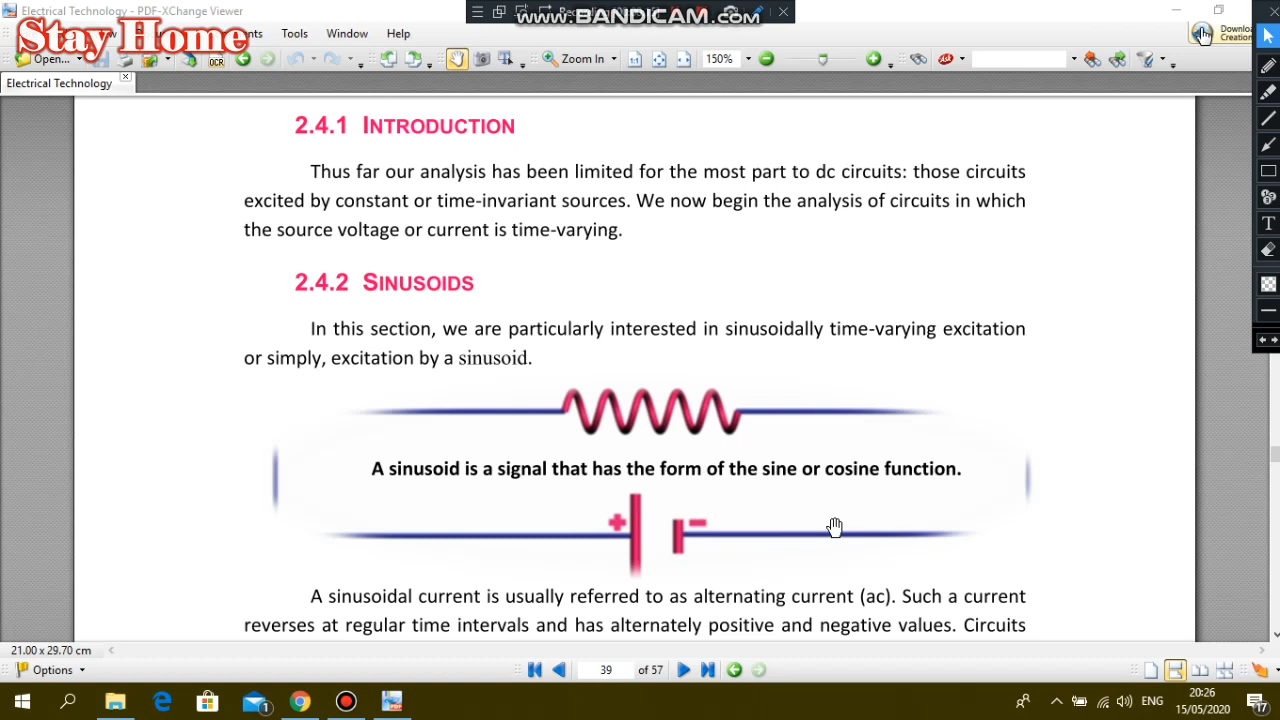 Electrical Technology - PDF-XChange Viewer
www.BANDICAM.com
Stay Home
Tools Window Help
Open...
OCR
Zoom In
150%
Download
Creation
Electrical Technology
2.4.1 INTRODUCTION
Thus far our analysis has been limited for the most part to dc circuits: those circuits
excited by constant or time-invariant sources. We now begin the analysis of circuits in which
the source voltage or current is time-varying.
2.4.2 SINUSOIDS
In this section, we are particularly interested in sinusoidally time-varying excitation
or simply, excitation by a sinusoid.
A sinusoid is a signal that has the form of the sine or cosine function.
+ −
A sinusoidal current is usually referred to as alternating current (ac). Such a current
reverses at regular time intervals and has alternately positive and negative values. Circuits
21.00 x 29.70 cm
Options
39 of 57
1
ENG
20:26
15/05/2020
17